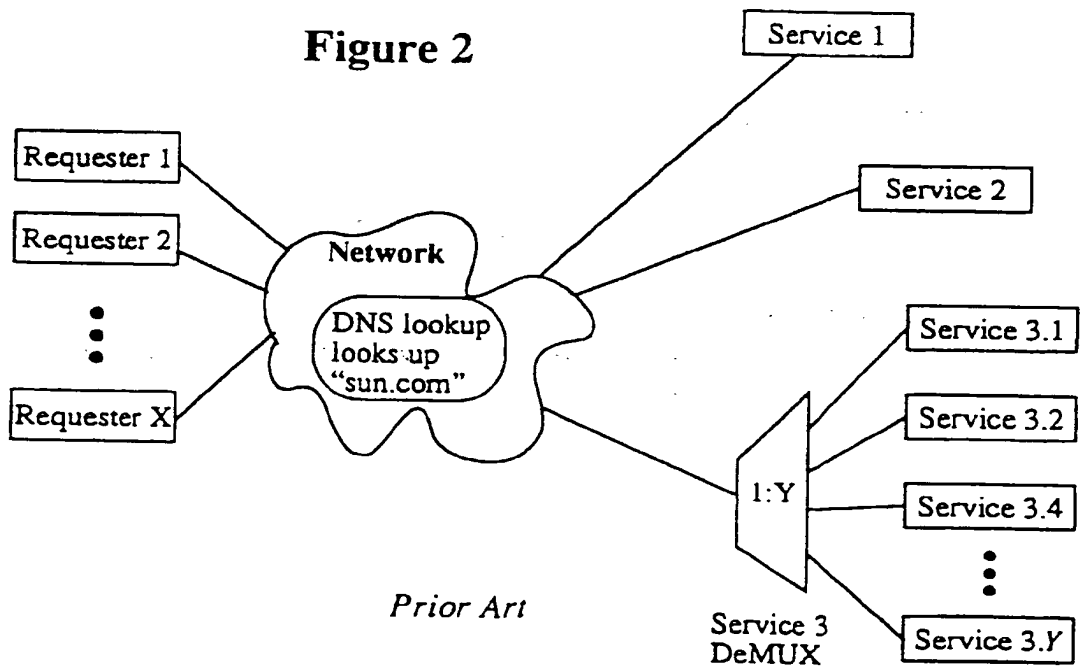 Figure 2
Service 1
Requester 1
Service 2
Requester 2
Network
DNS lookup
looks up
“sun.com”
Service 3.1
Requester X
Service 3.2
1:Y
Service 3.4
Prior Art
Service 3
DeMUX
Service 3.Y